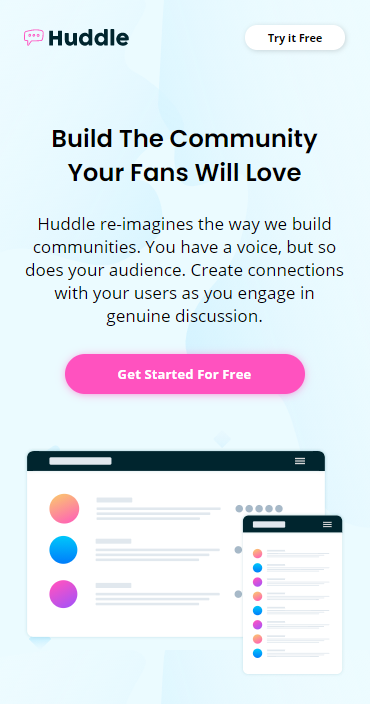 Huddle
Try it Free
Build The Community
Your Fans Will Love
Huddle re-imagines the way we build
communities. You have a voice, but so
does your audience. Create connections
with your users as you engage in
genuine discussion.
Get Started For Free